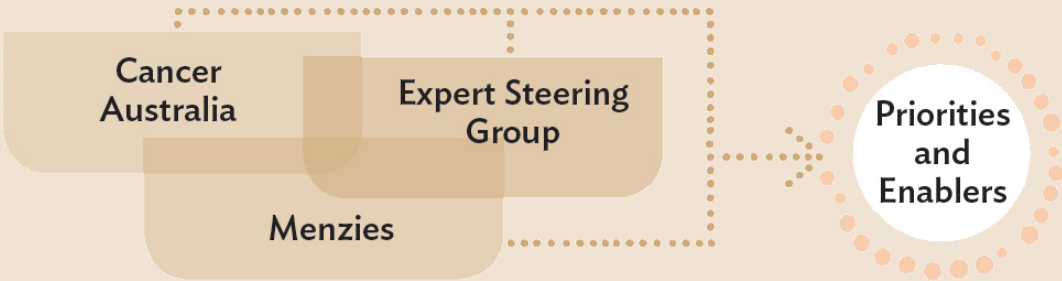 Cancer
Australia
Expert Steering
Group
Menzies
Priorities
and
Enablers